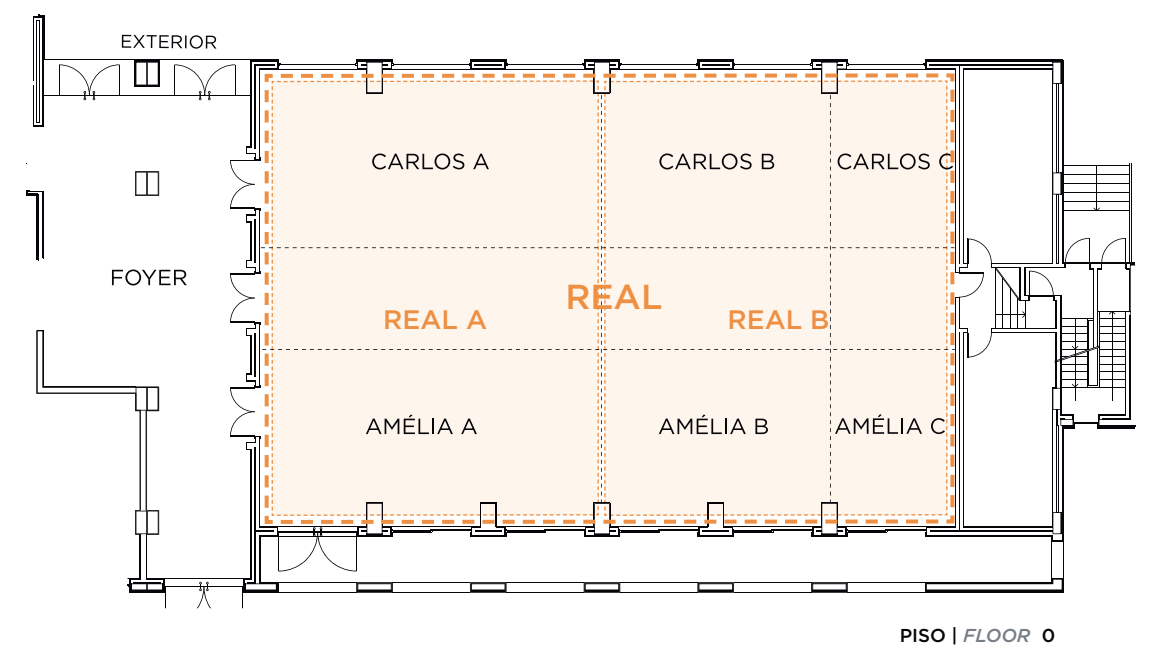 EXTERIOR
CARLOS A
CARLOS B
CARLOS C
FOYER
REAL
REAL A
REAL B
AMÉLIA A
AMÉLIA B
AMÉLIA C
PISO | FLOOR 0